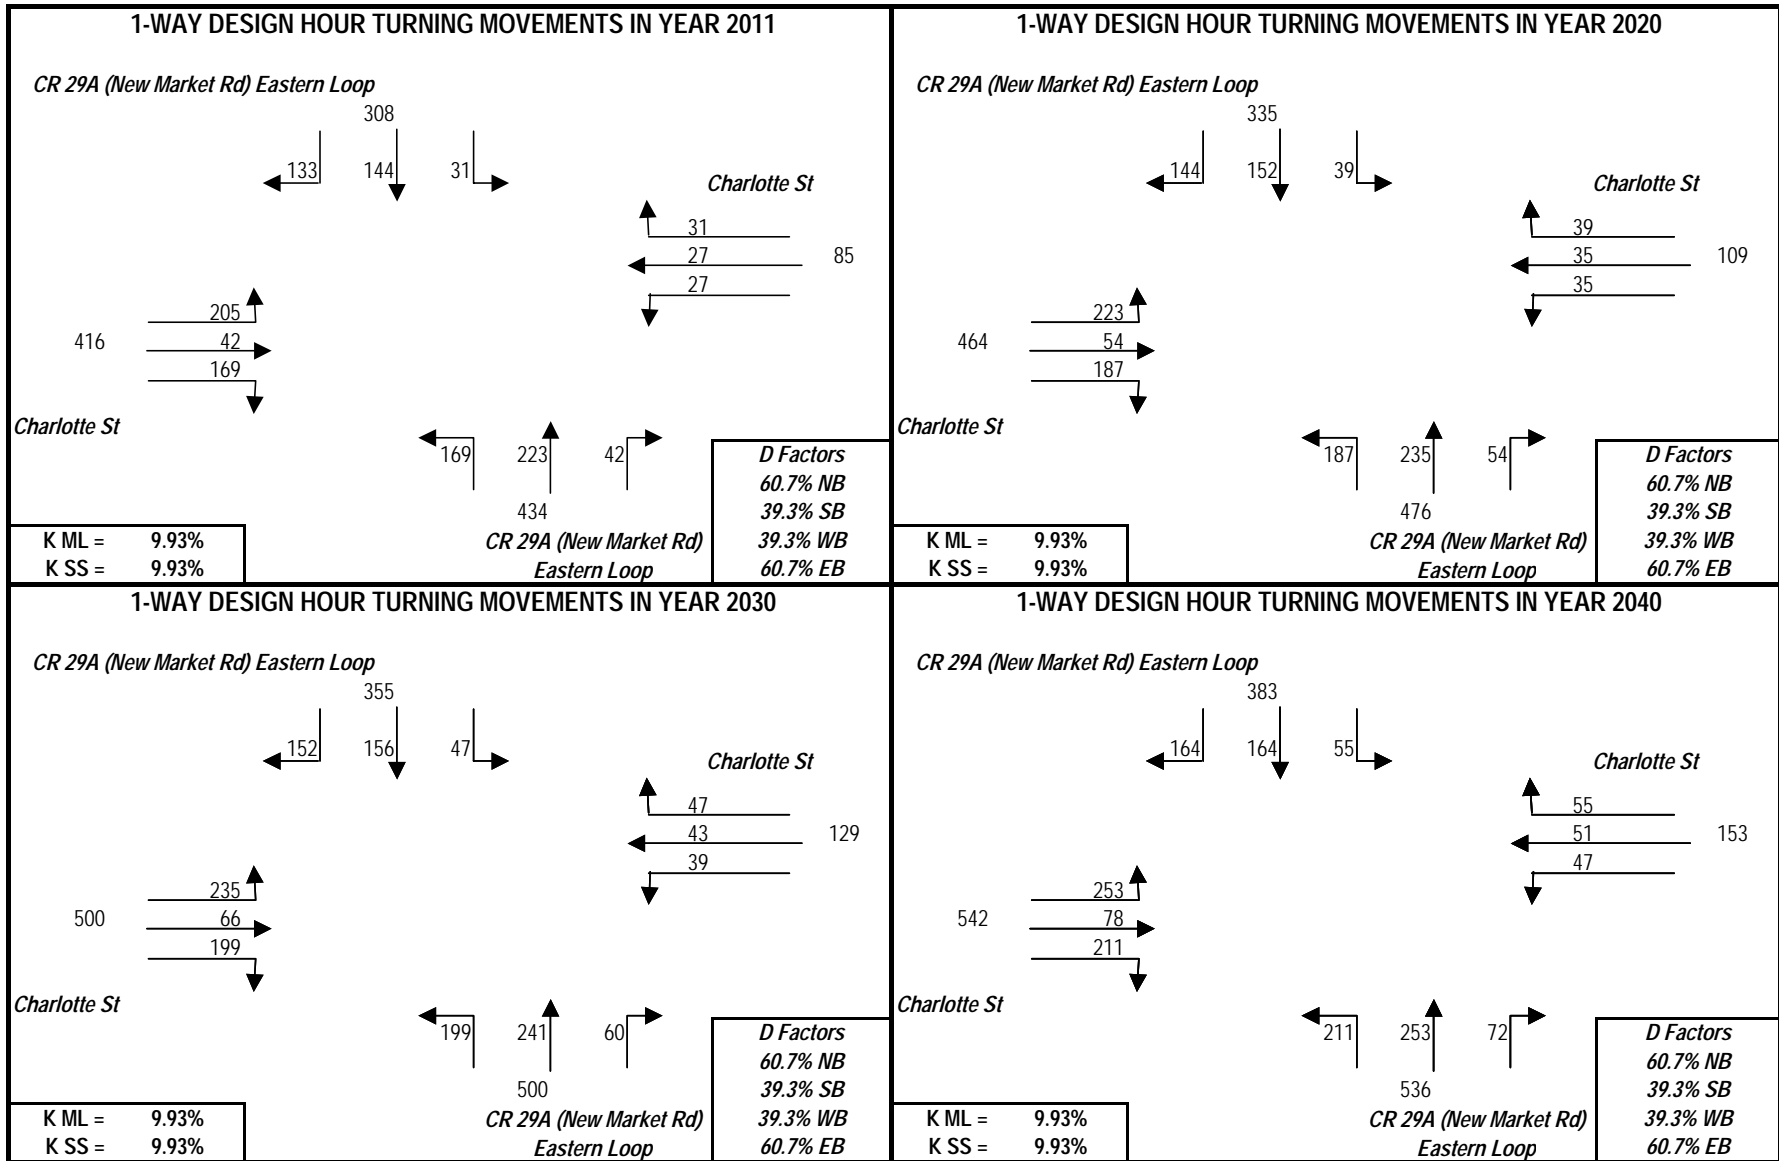 1-WAY DESIGN HOUR TURNING MOVEMENTS IN YEAR 2011
CR 29A (New Market Rd) Eastern Loop
308
133 144 31
Charlotte St
31
27 85
27
205
416 42
169
Charlotte St
169 223 42
434
CR 29A (New Market Rd)
Eastern Loop
D Factors
60.7% NB
39.3% SB
39.3% WB
60.7% EB
K ML = 9.93%
K SS = 9.93%
1-WAY DESIGN HOUR TURNING MOVEMENTS IN YEAR 2020
CR 29A (New Market Rd) Eastern Loop
335
144 152 39
Charlotte St
39
35 109
35
223
464 54
187
Charlotte St
187 235 54
476
CR 29A (New Market Rd)
Eastern Loop
D Factors
60.7% NB
39.3% SB
39.3% WB
60.7% EB
K ML = 9.93%
K SS = 9.93%
1-WAY DESIGN HOUR TURNING MOVEMENTS IN YEAR 2030
CR 29A (New Market Rd) Eastern Loop
355
152 156 47
Charlotte St
47
43 129
39
235
500 66
199
Charlotte St
199 241 60
500
CR 29A (New Market Rd)
Eastern Loop
D Factors
60.7% NB
39.3% SB
39.3% WB
60.7% EB
K ML = 9.93%
K SS = 9.93%
1-WAY DESIGN HOUR TURNING MOVEMENTS IN YEAR 2040
CR 29A (New Market Rd) Eastern Loop
383
164 164 55
Charlotte St
55
51 153
47
253
542 78
211
Charlotte St
211 253 72
536
CR 29A (New Market Rd)
Eastern Loop
D Factors
60.7% NB
39.3% SB
39.3% WB
60.7% EB
K ML = 9.93%
K SS = 9.93%